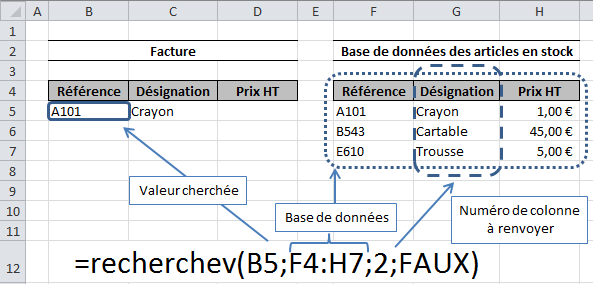 A B C D E F G H
1
2 Facture Base de données des articles en stock
3
4 Référence Désignation Prix HT Référence Désignation Prix HT
5 A101 Crayon A101 Crayon 1,00 €
6 B543 Cartable 45,00 €
7 E610 Trousse 5,00 €
8
9 Valeur cherchée
10 Base de données Numéro de colonne
11 à renvoyer
12 =recherchev(B5;F4:H7;2;FAUX)